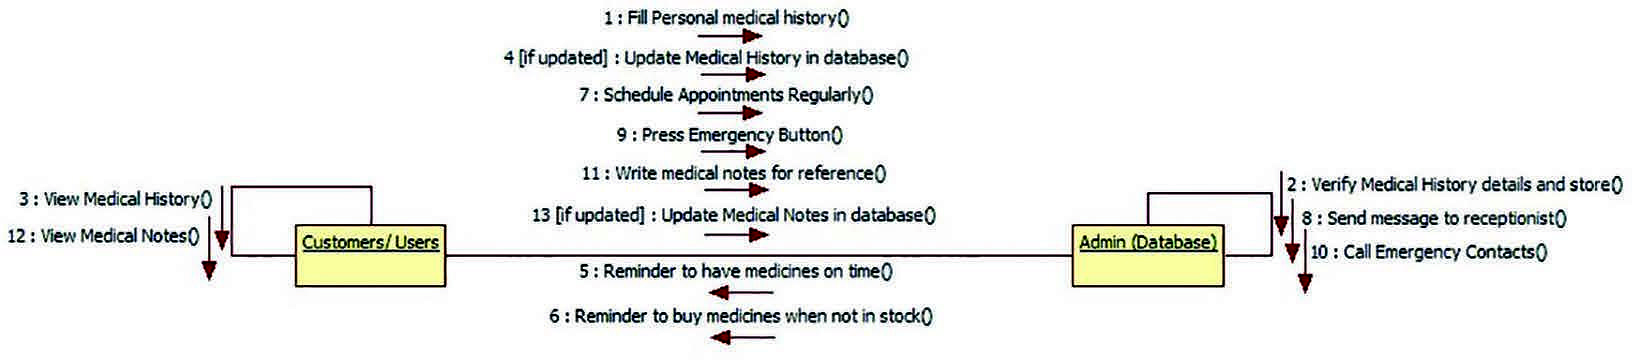 1 : Fill Personal medical history()
4 [if updated] : Update Medical History in database()
7 : Schedule Appointments Regularly()
9 : Press Emergency Button()
11 : Write medical notes for reference()
13 [if updated] : Update Medical Notes in database()
3 : View Medical History()
12 : View Medical Notes()
Customers/ Users
Admin (Database)
2 : Verify Medical History details and store()
8 : Send message to receptionist()
10 : Call Emergency Contacts()
5 : Reminder to have medicines on time()
6 : Reminder to buy medicines when not in stock()